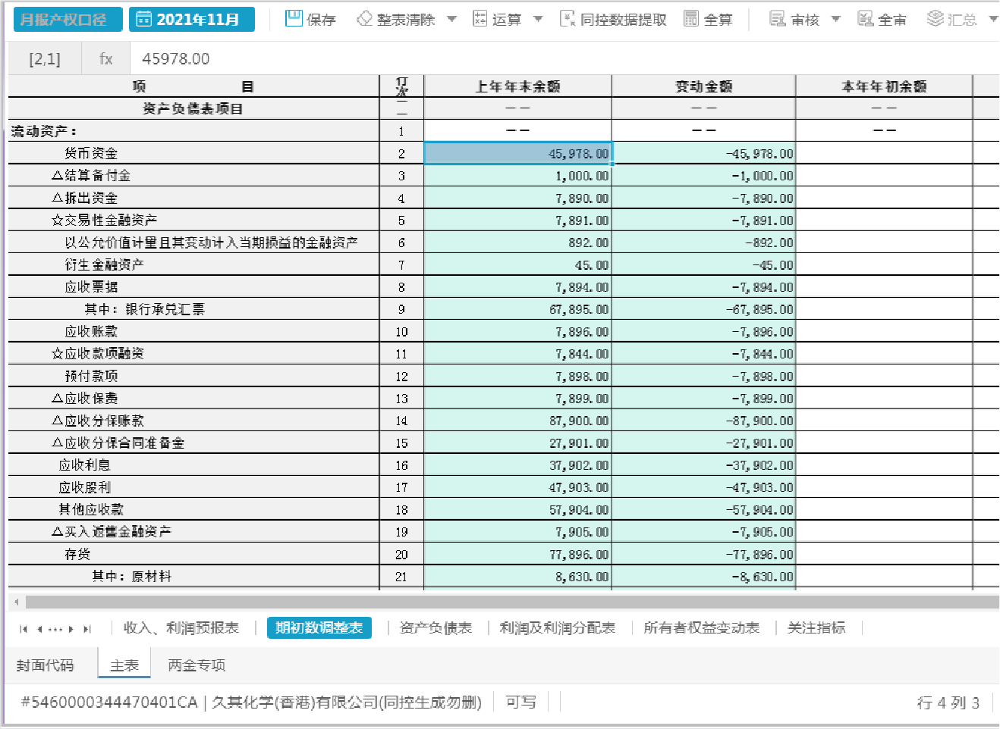 月报产权口径 2021年11月 保存 整表清除 运算 同控数据提取 全算 审核 全审 汇总
[2,1] fx 45978.00
项 目 行次 上年年末余额 变动金额 本年年初余额
资产负债表项目 — —— —— ——
流动资产： 1 —— —— ——
货币资金 2 45,978.00 -45,978.00
△结算备付金 3 1,000.00 -1,000.00
△拆出资金 4 7,890.00 -7,890.00
☆交易性金融资产 5 7,891.00 -7,891.00
以公允价值计量且其变动计入当期损益的金融资产 6 892.00 -892.00
衍生金融资产 7 45.00 -45.00
应收票据 8 7,894.00 -7,894.00
其中：银行承兑汇票 9 67,895.00 -67,895.00
应收账款 10 7,896.00 -7,896.00
☆应收款项融资 11 7,844.00 -7,844.00
预付款项 12 7,898.00 -7,898.00
△应收保费 13 7,899.00 -7,899.00
△应收分保账款 14 87,900.00 -87,900.00
△应收分保合同准备金 15 27,901.00 -27,901.00
应收利息 16 37,902.00 -37,902.00
应收股利 17 47,903.00 -47,903.00
其他应收款 18 57,904.00 -57,904.00
△买入返售金融资产 19 7,905.00 -7,905.00
存货 20 77,896.00 -77,896.00
其中：原材料 21 8,630.00 -8,630.00
收入、利润预报表 期初数调整表 资产负债表 利润及利润分配表 所有者权益变动表 关注指标
封面代码 主表 两金专项
#5460000344470401CA | 久其化学(香港)有限公司(同控生成勿删) 可写 行 4 列 3